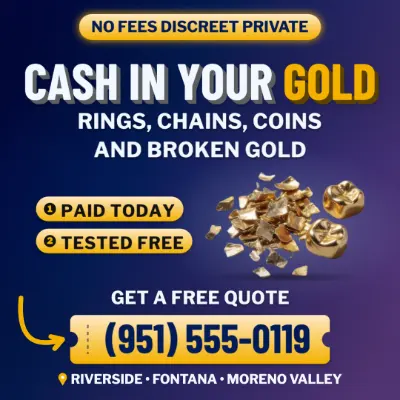 NO FEES DISCREET PRIVATE
CASH IN YOUR GOLD
RINGS, CHAINS, COINS
AND BROKEN GOLD
1 PAID TODAY
2 TESTED FREE
GET A FREE QUOTE
(951) 555-0119
RIVERSIDE • FONTANA • MORENO VALLEY